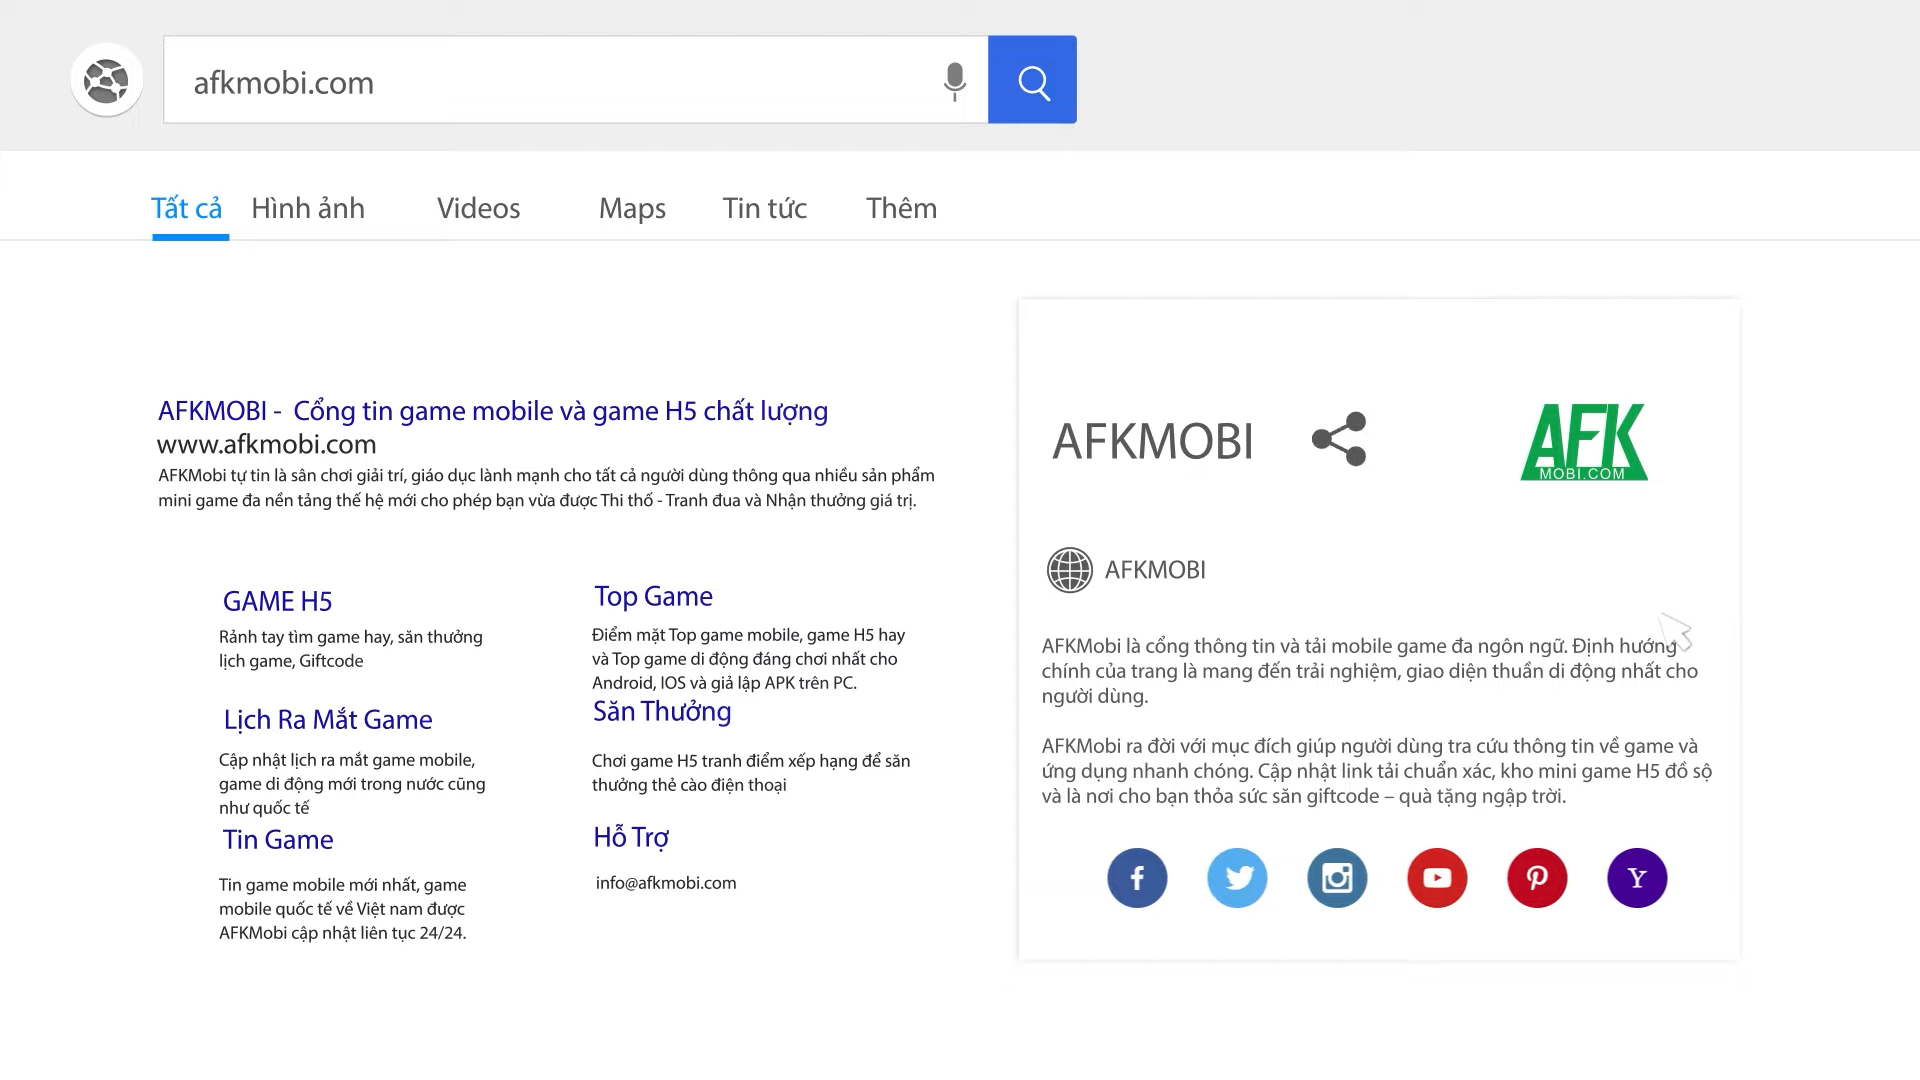 afkmobi.com
Tất cả Hình ảnh Videos Maps Tin tức Thêm
AFKMOBI - Cổng tin game mobile và game H5 chất lượng
www.afkmobi.com
AFKMobi tự tin là sân chơi giải trí, giáo dục lành mạnh cho tất cả người dùng thông qua nhiều sản phẩm
mini game đa nền tảng thế hệ mới cho phép bạn vừa được Thi thố - Tranh đua và Nhận thưởng giá trị.
GAME H5
Rảnh tay tìm game hay, săn thưởng
lịch game, Giftcode
Lịch Ra Mắt Game
Cập nhật lịch ra mắt game mobile,
game di động mới trong nước cũng
như quốc tế
Tin Game
Tin game mobile mới nhất, game
mobile quốc tế về Việt nam được
AFKMobi cập nhật liên tục 24/24.
Top Game
Điểm mặt Top game mobile, game H5 hay
và Top game di động đáng chơi nhất cho
Android, IOS và giả lập APK trên PC.
Săn Thưởng
Chơi game H5 tranh điểm xếp hạng để săn
thưởng thẻ cào điện thoại
Hỗ Trợ
info@afkmobi.com
AFKMOBI
AFK
MOBI.COM
AFKMOBI
AFKMobi là cổng thông tin và tải mobile game đa ngôn ngữ. Định hướng
chính của trang là mang đến trải nghiệm, giao diện thuần di động nhất cho
người dùng.
AFKMobi ra đời với mục đích giúp người dùng tra cứu thông tin về game và
ứng dụng nhanh chóng. Cập nhật link tải chuẩn xác, kho mini game H5 đồ sộ
và là nơi cho bạn thỏa sức săn giftcode – quà tặng ngập trời.